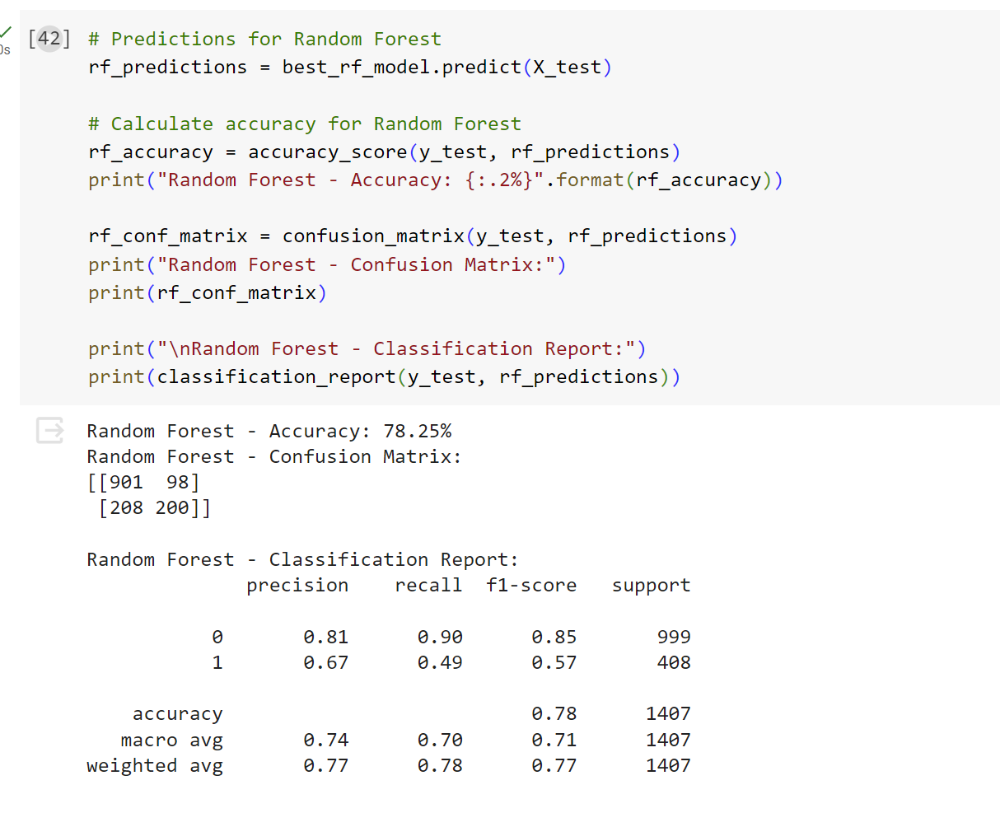 [42] # Predictions for Random Forest
0s rf_predictions = best_rf_model.predict(X_test)
# Calculate accuracy for Random Forest
rf_accuracy = accuracy_score(y_test, rf_predictions)
print("Random Forest - Accuracy: {:.2%}".format(rf_accuracy))
rf_conf_matrix = confusion_matrix(y_test, rf_predictions)
print("Random Forest - Confusion Matrix:")
print(rf_conf_matrix)
print("\nRandom Forest - Classification Report:")
print(classification_report(y_test, rf_predictions))
Random Forest - Accuracy: 78.25%
Random Forest - Confusion Matrix:
[[901  98]
 [208 200]]
Random Forest - Classification Report:
              precision    recall  f1-score   support
           0       0.81      0.90      0.85       999
           1       0.67      0.49      0.57       408
    accuracy                           0.78      1407
   macro avg       0.74      0.70      0.71      1407
weighted avg       0.77      0.78      0.77      1407